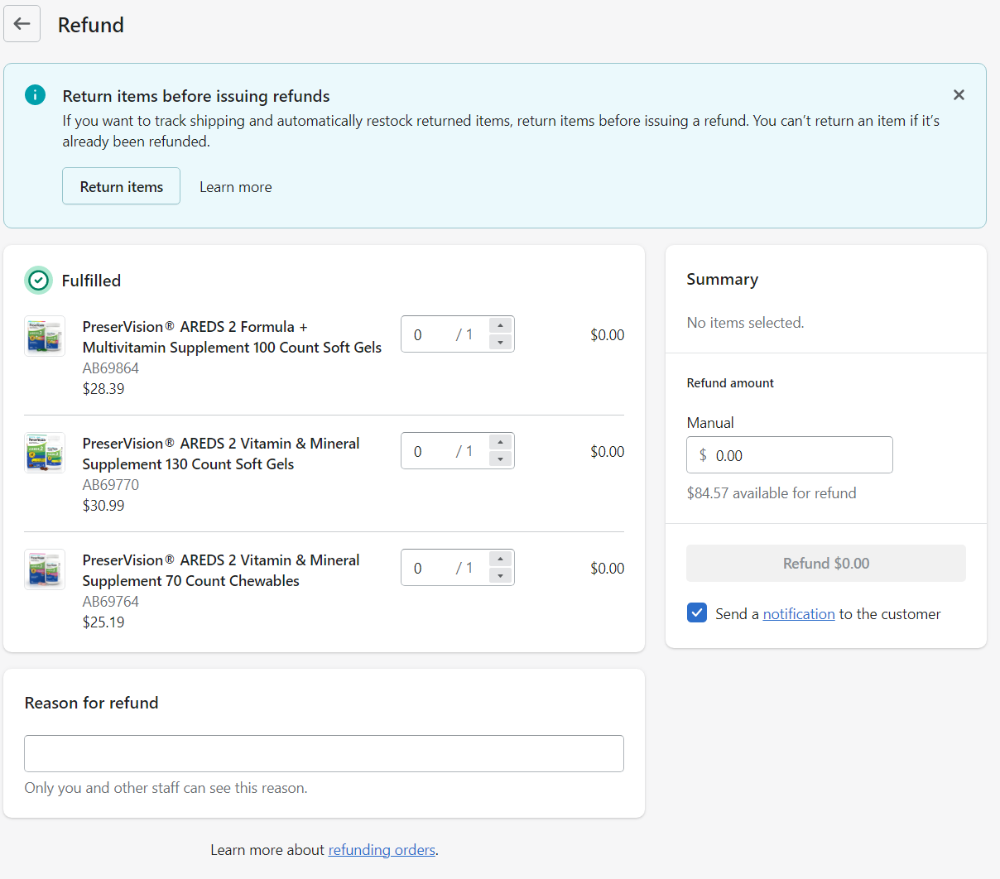 Refund
Return items before issuing refunds
If you want to track shipping and automatically restock returned items, return items before issuing a refund. You can’t return an item if it’s
already been refunded.
Return items
Learn more
Fulfilled
PreserVision® AREDS 2 Formula +
Multivitamin Supplement 100 Count Soft Gels
AB69864
$28.39
0 / 1
$0.00
PreserVision® AREDS 2 Vitamin & Mineral
Supplement 130 Count Soft Gels
AB69770
$30.99
0 / 1
$0.00
PreserVision® AREDS 2 Vitamin & Mineral
Supplement 70 Count Chewables
AB69764
$25.19
0 / 1
$0.00
Reason for refund
Only you and other staff can see this reason.
Summary
No items selected.
Refund amount
Manual
$ 0.00
$84.57 available for refund
Refund $0.00
Send a notification to the customer
Learn more about refunding orders.